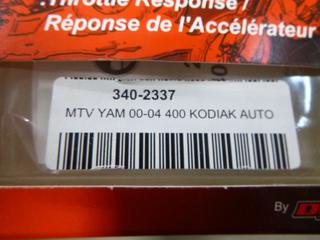 Throttle Response /
Réponse de l'Accélérateur
340-2337
MTV YAM 00-04 400 KODIAK AUTO
By